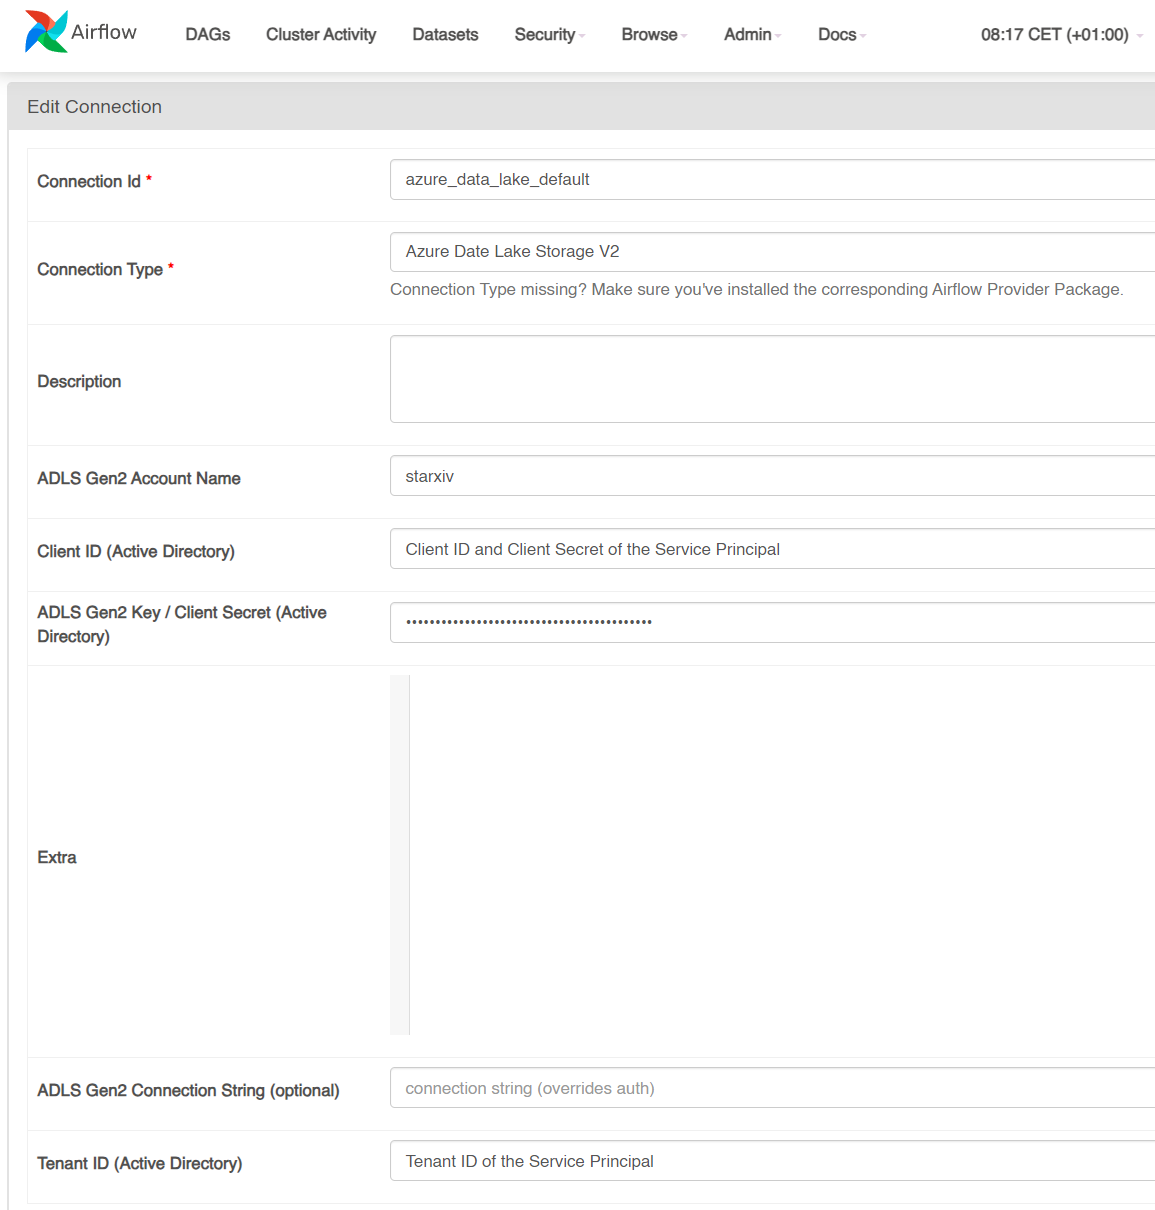 Airflow DAGs Cluster Activity Datasets Security Browse Admin Docs 08:17 CET (+01:00)
Edit Connection
Connection Id * azure_data_lake_default
Connection Type * Azure Date Lake Storage V2
Connection Type missing? Make sure you've installed the corresponding Airflow Provider Package.
Description
ADLS Gen2 Account Name starxiv
Client ID (Active Directory) Client ID and Client Secret of the Service Principal
ADLS Gen2 Key / Client Secret (Active
Directory)
Extra
ADLS Gen2 Connection String (optional) connection string (overrides auth)
Tenant ID (Active Directory) Tenant ID of the Service Principal